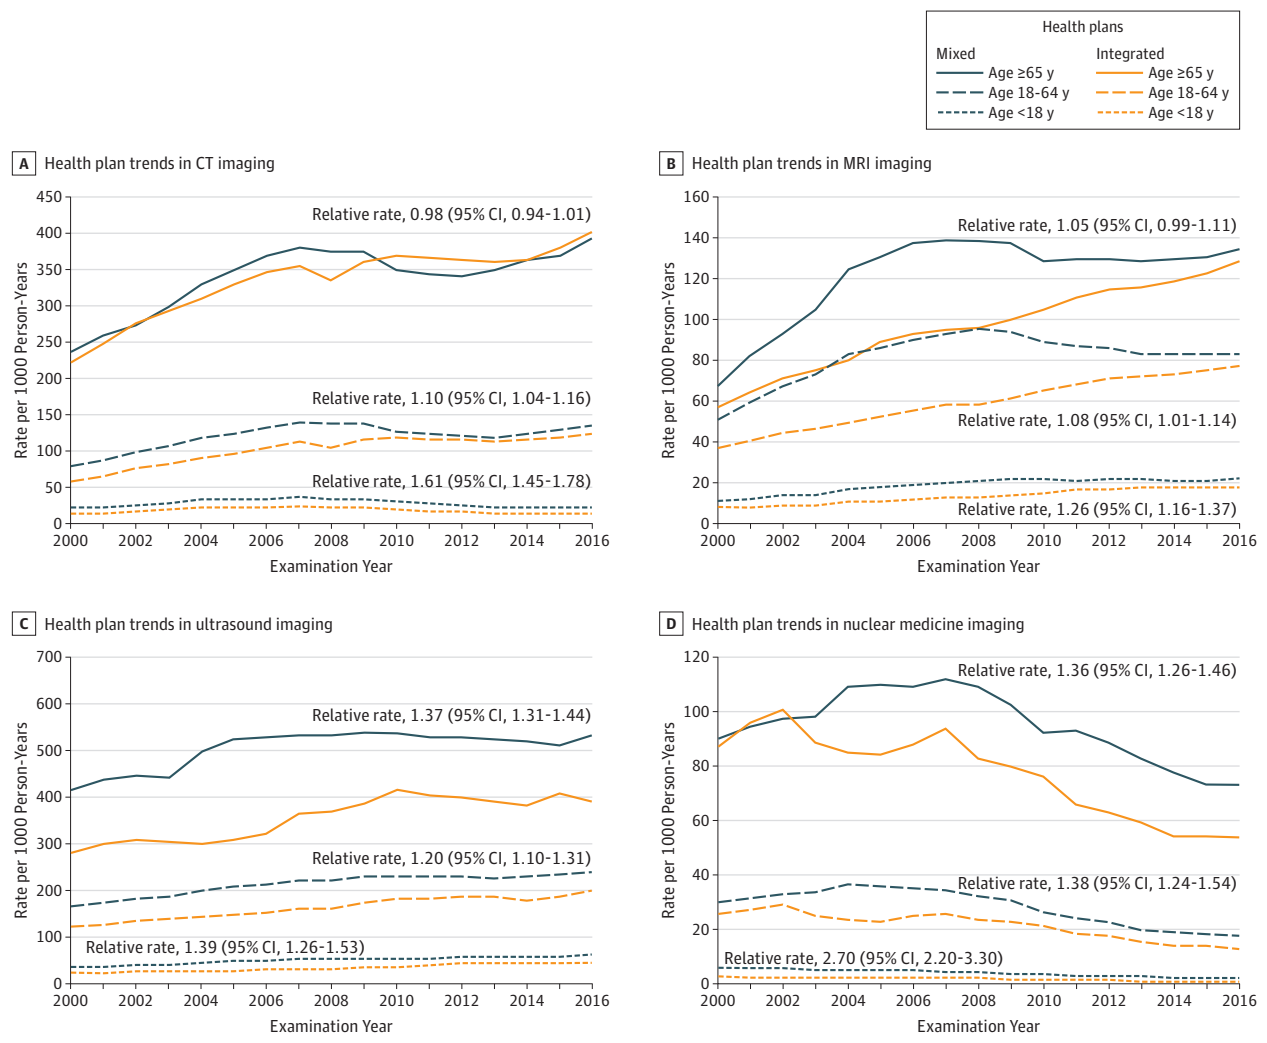 Health plans
Mixed Integrated
Age ≥65 y Age ≥65 y
Age 18-64 y Age 18-64 y
Age <18 y Age <18 y
A Health plan trends in CT imaging
Rate per 1000 Person-Years
450
400
350
300
250
200
150
100
50
0
Relative rate, 0.98 (95% CI, 0.94-1.01)
Relative rate, 1.10 (95% CI, 1.04-1.16)
Relative rate, 1.61 (95% CI, 1.45-1.78)
2000 2002 2004 2006 2008 2010 2012 2014 2016
Examination Year
B Health plan trends in MRI imaging
Rate per 1000 Person-Years
160
140
120
100
80
60
40
20
0
Relative rate, 1.05 (95% CI, 0.99-1.11)
Relative rate, 1.08 (95% CI, 1.01-1.14)
Relative rate, 1.26 (95% CI, 1.16-1.37)
2000 2002 2004 2006 2008 2010 2012 2014 2016
Examination Year
C Health plan trends in ultrasound imaging
Rate per 1000 Person-Years
700
600
500
400
300
200
100
0
Relative rate, 1.37 (95% CI, 1.31-1.44)
Relative rate, 1.20 (95% CI, 1.10-1.31)
Relative rate, 1.39 (95% CI, 1.26-1.53)
2000 2002 2004 2006 2008 2010 2012 2014 2016
Examination Year
D Health plan trends in nuclear medicine imaging
Rate per 1000 Person-Years
120
100
80
60
40
20
0
Relative rate, 1.36 (95% CI, 1.26-1.46)
Relative rate, 1.38 (95% CI, 1.24-1.54)
Relative rate, 2.70 (95% CI, 2.20-3.30)
2000 2002 2004 2006 2008 2010 2012 2014 2016
Examination Year